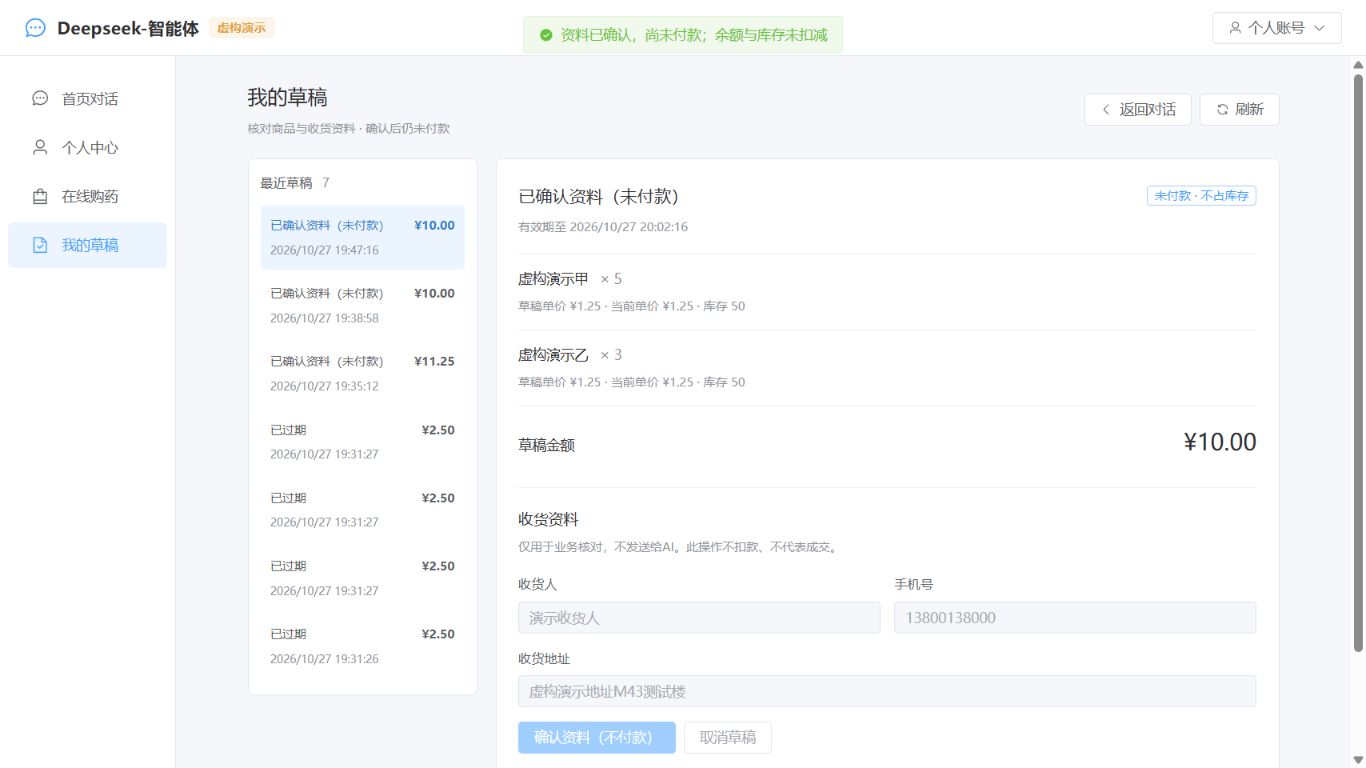 Deepseek-智能体 虚构演示
资料已确认，尚未付款；余额与库存未扣减
个人账号
首页对话
个人中心
在线购药
我的草稿
我的草稿
核对商品与收货资料 · 确认后仍未付款
返回对话
刷新
最近草稿 7
已确认资料（未付款） ¥10.00
2026/10/27 19:47:16
已确认资料（未付款） ¥10.00
2026/10/27 19:38:58
已确认资料（未付款） ¥11.25
2026/10/27 19:35:12
已过期 ¥2.50
2026/10/27 19:31:27
已过期 ¥2.50
2026/10/27 19:31:27
已过期 ¥2.50
2026/10/27 19:31:27
已过期 ¥2.50
2026/10/27 19:31:26
已确认资料（未付款） 未付款 · 不占库存
有效期至 2026/10/27 20:02:16
虚构演示甲 × 5
草稿单价 ¥1.25 · 当前单价 ¥1.25 · 库存 50
虚构演示乙 × 3
草稿单价 ¥1.25 · 当前单价 ¥1.25 · 库存 50
草稿金额 ¥10.00
收货资料
仅用于业务核对，不发送给AI。此操作不扣款、不代表成交。
收货人 手机号
演示收货人 13800138000
收货地址
虚构演示地址M43测试楼
确认资料（不付款） 取消草稿